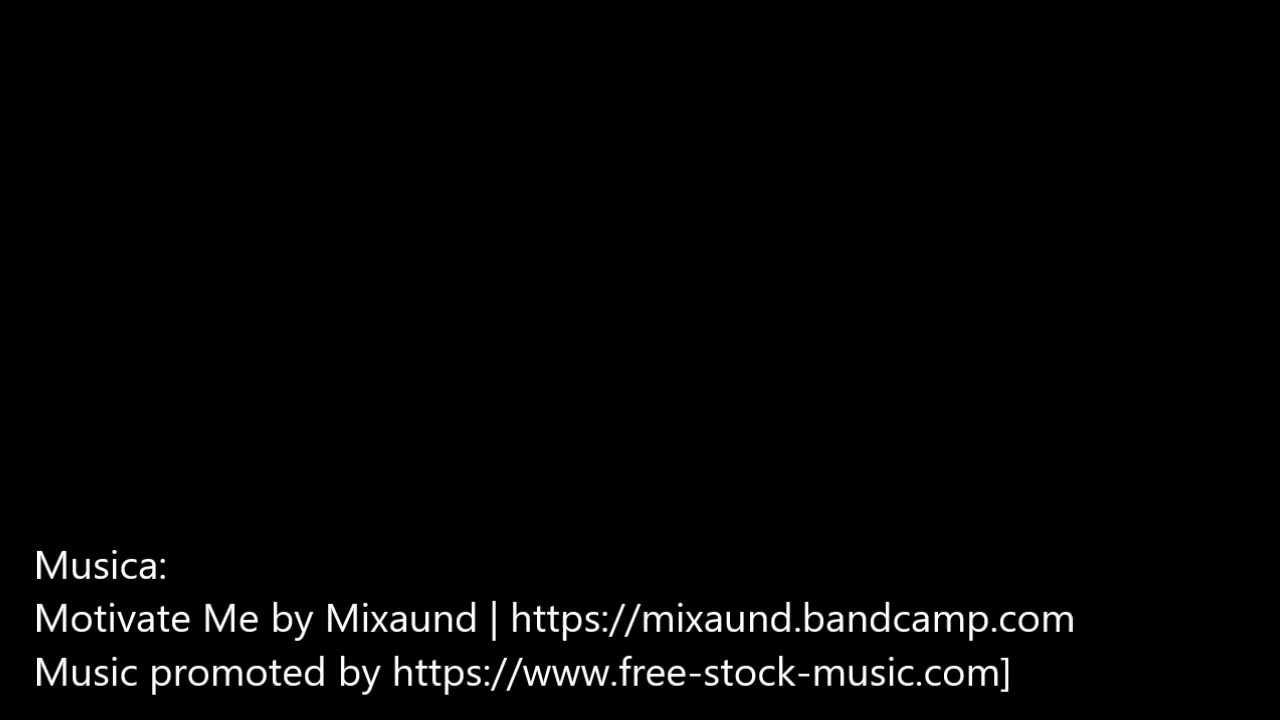 Musica:
Motivate Me by Mixaund | https://mixaund.bandcamp.com
Music promoted by https://www.free-stock-music.com]